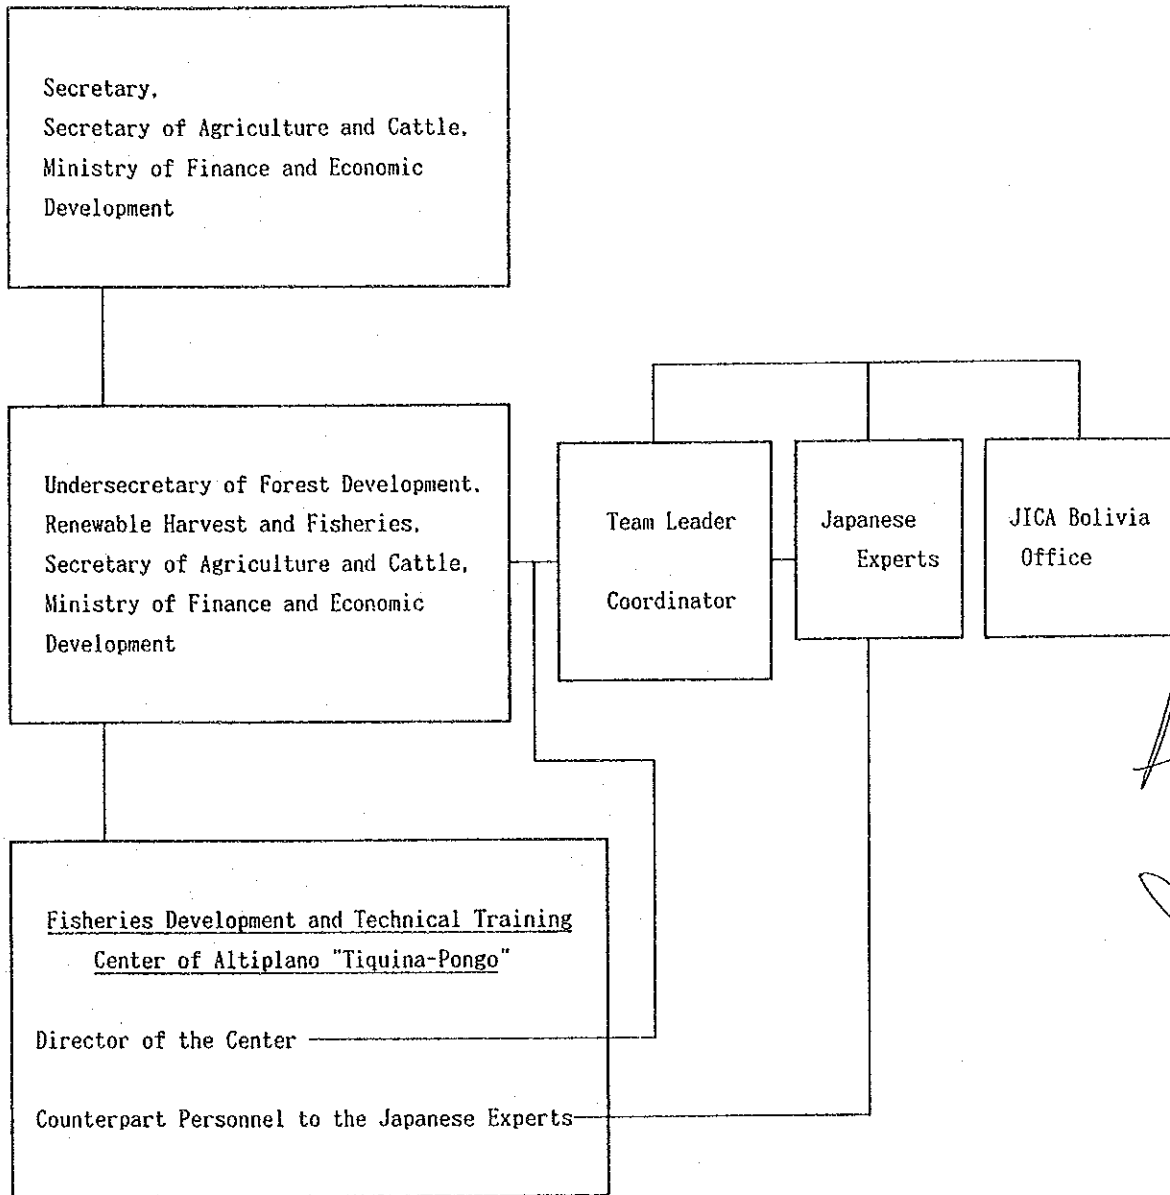 Secretary,
Secretary of Agriculture and Cattle,
Ministry of Finance and Economic
Development
Undersecretary of Forest Development,
Renewable Harvest and Fisheries,
Secretary of Agriculture and Cattle,
Ministry of Finance and Economic
Development
Team Leader
Coordinator
Japanese
Experts
JICA Bolivia
Office
Fisheries Development and Technical Training
Center of Altiplano "Tiquina-Pongo"
Director of the Center
Counterpart Personnel to the Japanese Experts